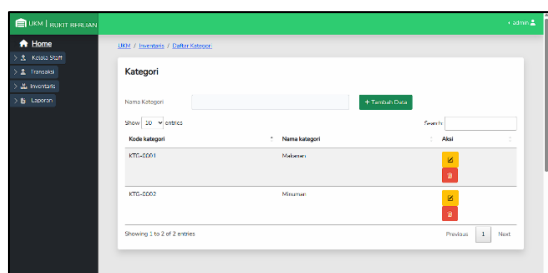 UKM | BUKIT BERLIAN
admin
Home
Kelola Staff
Transaksi
Inventaris
Laporan
UKM / Inventaris / Daftar Kategori
Kategori
Nama Kategori
+ Tambah Data
Show 10 entries
Search:
Kode kategori Nama kategori Aksi
KTG-0001 Makanan
KTG-0002 Minuman
Showing 1 to 2 of 2 entries
Previous 1 Next